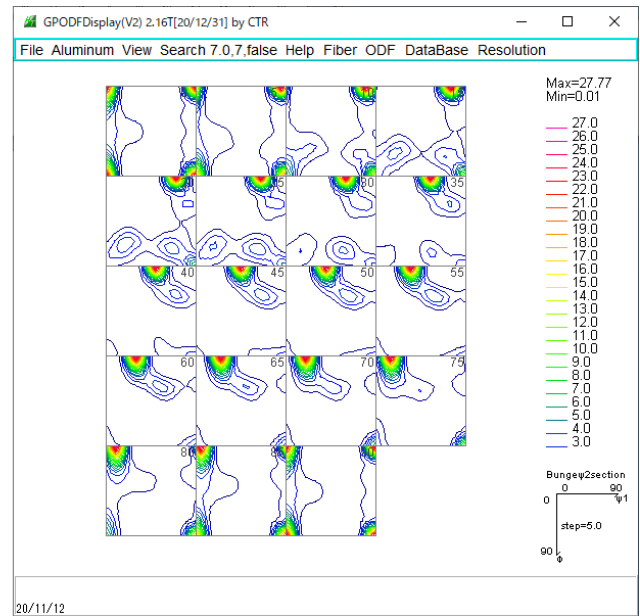 GPODFDisplay(V2) 2.16T[20/12/31] by CTR
File Aluminum View Search 7.0,7,false Help Fiber ODF DataBase Resolution
Max=27.77
Min=0.01
27.0
26.0
25.0
24.0
23.0
22.0
21.0
20.0
19.0
18.0
17.0
16.0
15.0
14.0
13.0
12.0
11.0
10.0
9.0
8.0
7.0
6.0
5.0
4.0
3.0
35
40 45 50 55
60 65 70 75
Bungeψ2section
0 90
0 ψ1
step=5.0
90
Φ
20/11/12